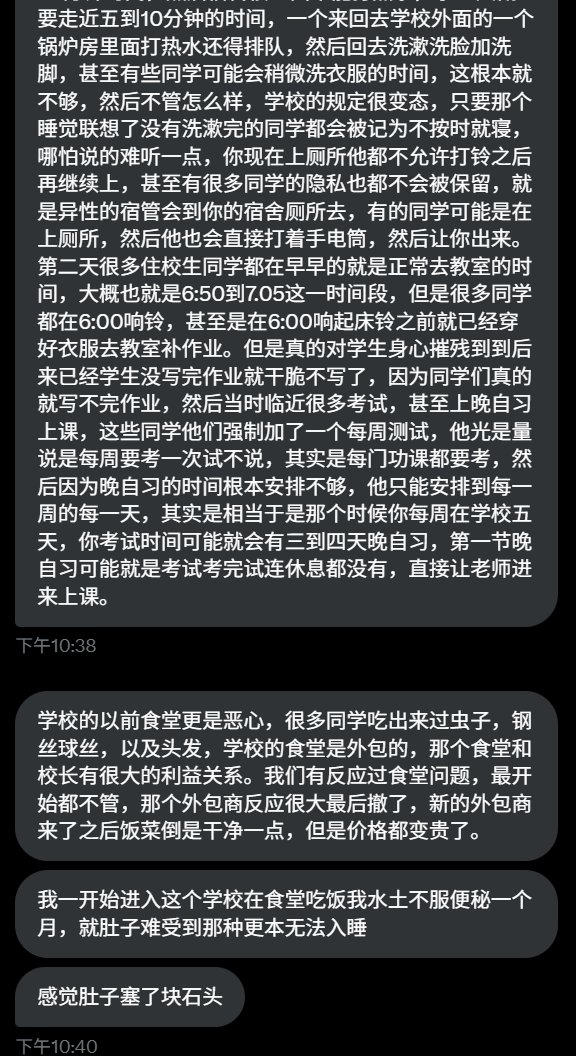 要走近五到10分钟的时间，一个来回去学校外面的一个
锅炉房里面打热水还得排队，然后回去洗漱洗脸加洗
脚，甚至有些同学可能会稍微洗衣服的时间，这根本就
不够，然后不管怎么样，学校的规定很变态，只要那个
睡觉联想了没有洗漱完的同学都会被记为不按时就寝，
哪怕说的难听一点，你现在上厕所他都不允许打铃之后
再继续上，甚至有很多同学的隐私也都不会被保留，就
是异性的宿管会到你的宿舍厕所去，有的同学可能是在
上厕所，然后他也会直接打着手电筒，然后让你出来。
第二天很多住校生同学都在早早的就是正常去教室的时
间，大概也就是6:50到7.05这一时间段，但是很多同学
都在6:00响铃，甚至是在6:00响起床铃之前就已经穿
好衣服去教室补作业。但是真的对学生身心摧残到到后
来已经学生没写完作业就干脆不写了，因为同学们真的
就写不完作业，然后当时临近很多考试，甚至上晚自习
上课，这些同学他们强制加了一个每周测试，他光是量
说是每周要考一次试不说，其实是每门功课都要考，然
后因为晚自习的时间根本安排不够，他只能安排到每一
周的每一天，其实是相当于是那个时候你每周在学校五
天，你考试时间可能就会有三到四天晚自习，第一节晚
自习可能就是考试考完试连休息都没有，直接让老师进
来上课。
下午10:38
学校的以前食堂更是恶心，很多同学吃出来过虫子，钢
丝球丝，以及头发，学校的食堂是外包的，那个食堂和
校长有很大的利益关系。我们有反应过食堂问题，最开
始都不管，那个外包商反应很大最后撤了，新的外包商
来了之后饭菜倒是干净一点，但是价格都变贵了。
我一开始进入这个学校在食堂吃饭我水土不服便秘一个
月，就肚子难受到那种更本无法入睡
感觉肚子塞了块石头
下午10:40